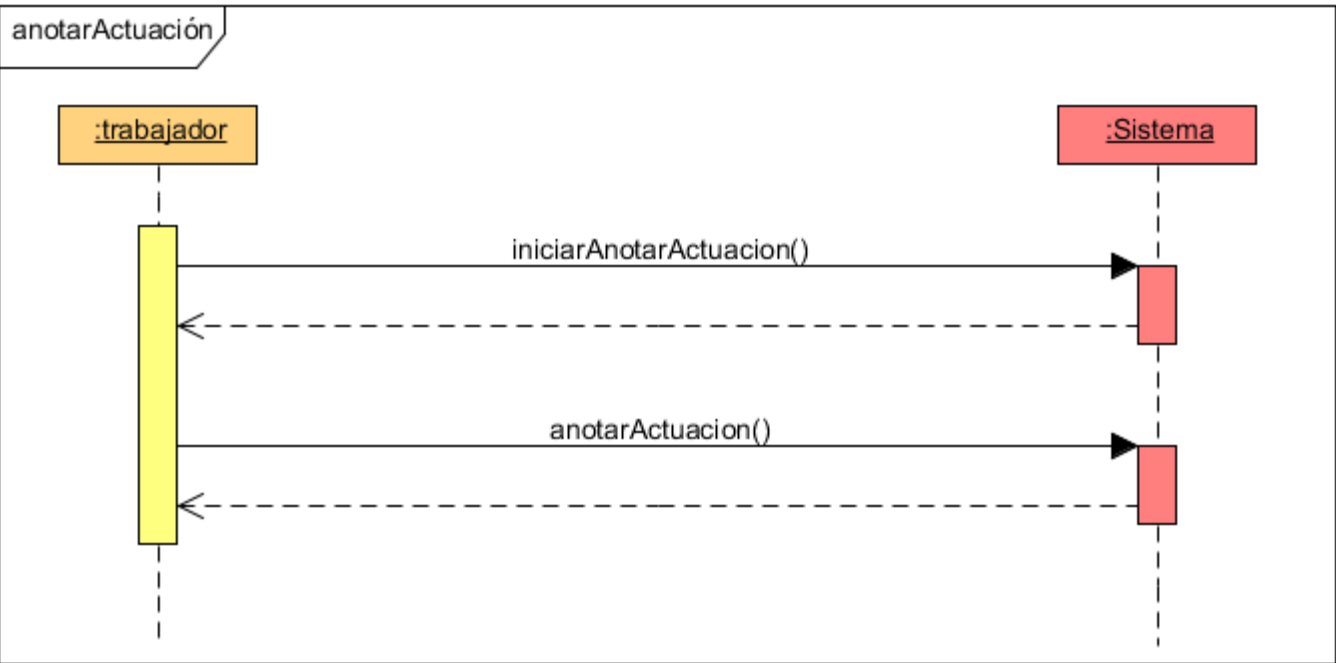 anotarActuación
:trabajador
:Sistema
iniciarAnotarActuacion()
anotarActuacion()